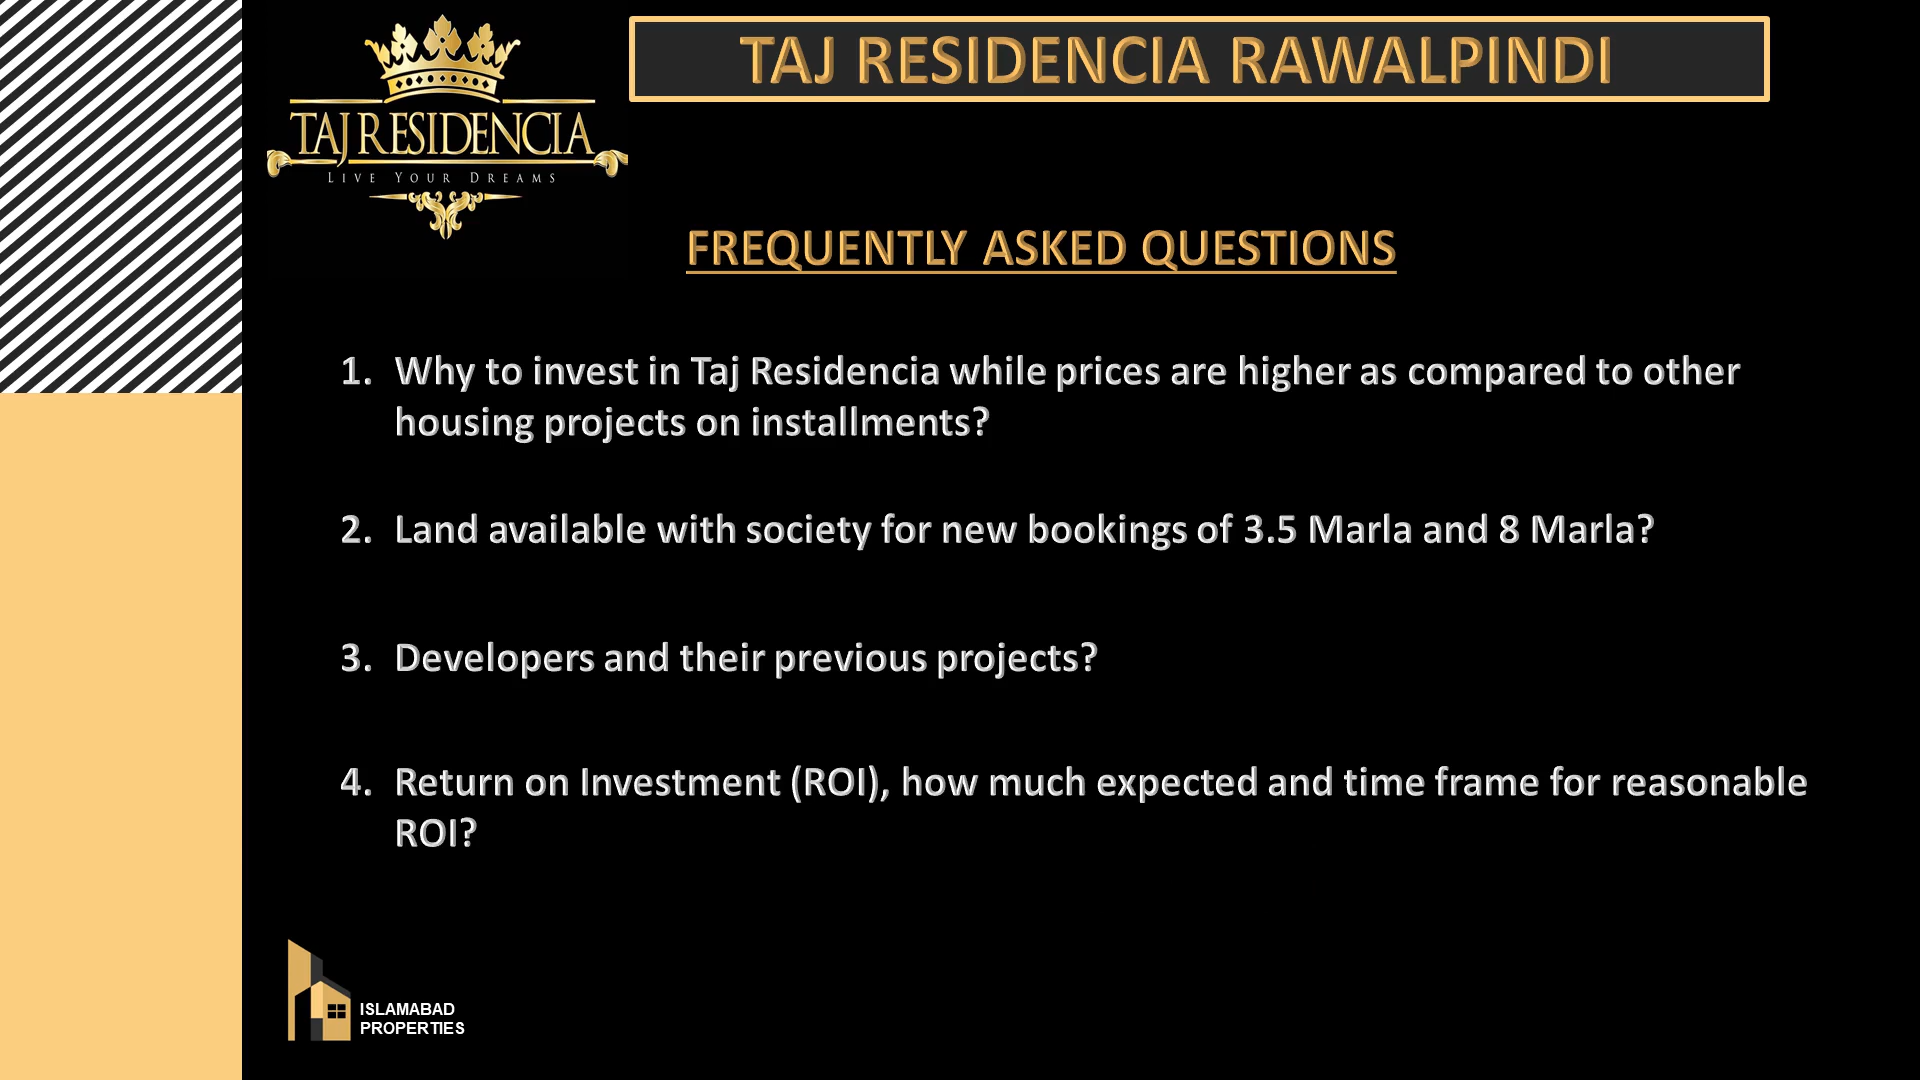 TAJ RESIDENCIA RAWALPINDI
TAJ RESIDENCIA
LIVE YOUR DREAMS
FREQUENTLY ASKED QUESTIONS
1. Why to invest in Taj Residencia while prices are higher as compared to other
housing projects on installments?
2. Land available with society for new bookings of 3.5 Marla and 8 Marla?
3. Developers and their previous projects?
4. Return on Investment (ROI), how much expected and time frame for reasonable
ROI?
ISLAMABAD
PROPERTIES